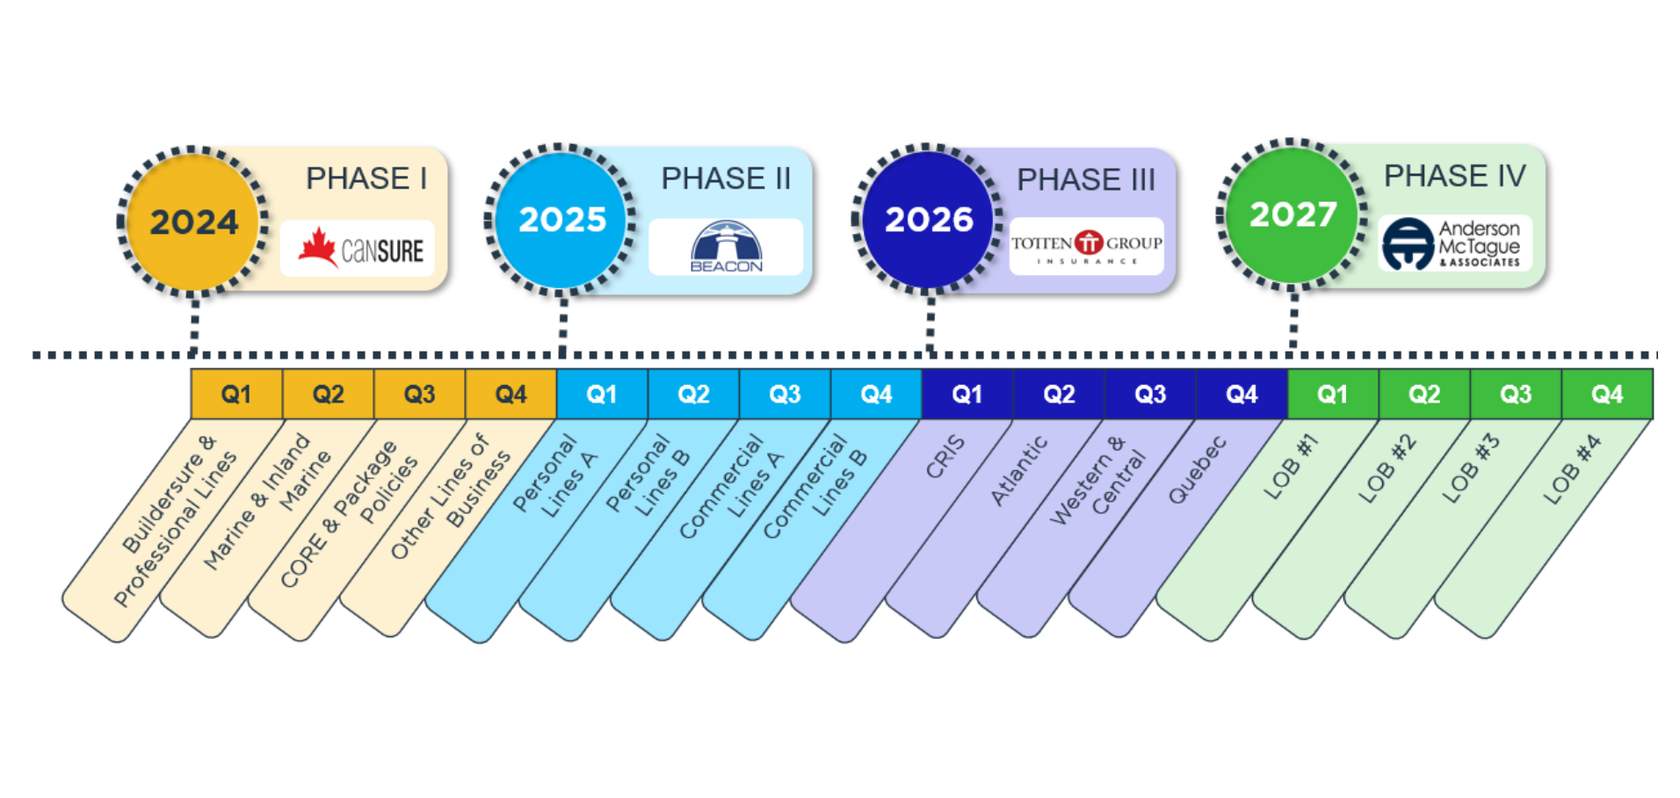 PHASE I
2024
CANSURE
PHASE II
2025
BEACON
PHASE III
2026
TOTTEN GROUP
INSURANCE
PHASE IV
2027
Anderson
McTague
& ASSOCIATES
Q1
Q2
Q3
Q4
Q1
Q2
Q3
Q4
Q1
Q2
Q3
Q4
Q1
Q2
Q3
Q4
Buildersure &
Professional Lines
Marine & Inland
Marine
CORE & Package
Policies
Other Lines of
Business
Personal
Lines A
Personal
Lines B
Commercial
Lines A
Commercial
Lines B
CRIS
Atlantic
Western &
Central
Quebec
LOB #1
LOB #2
LOB #3
LOB #4